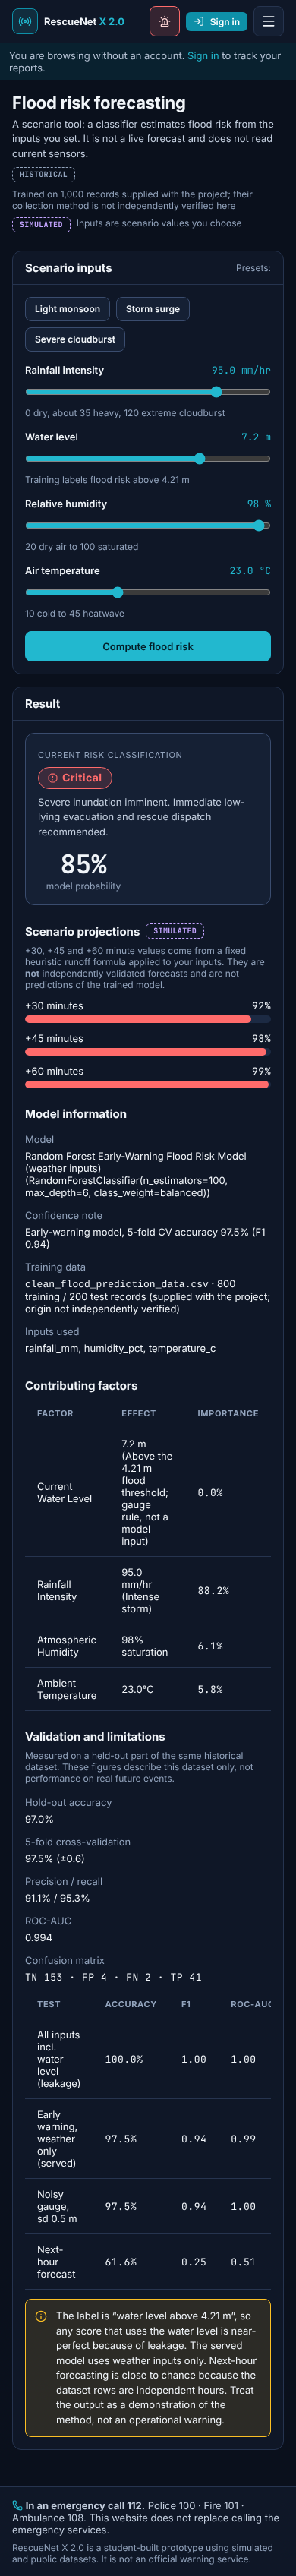 RescueNet X 2.0
Sign in
You are browsing without an account. Sign in to track your
reports.
Flood risk forecasting
A scenario tool: a classifier estimates flood risk from the
inputs you set. It is not a live forecast and does not read
current sensors.
HISTORICAL
Trained on 1,000 records supplied with the project; their
collection method is not independently verified here
SIMULATED Inputs are scenario values you choose
Scenario inputs Presets:
Light monsoon Storm surge
Severe cloudburst
Rainfall intensity 95.0 mm/hr
0 dry, about 35 heavy, 120 extreme cloudburst
Water level 7.2 m
Training labels flood risk above 4.21 m
Relative humidity 98 %
20 dry air to 100 saturated
Air temperature 23.0 °C
10 cold to 45 heatwave
Compute flood risk
Result
CURRENT RISK CLASSIFICATION
Critical
Severe inundation imminent. Immediate low-
lying evacuation and rescue dispatch
recommended.
85%
model probability
Scenario projections SIMULATED
+30, +45 and +60 minute values come from a fixed
heuristic runoff formula applied to your inputs. They are
not independently validated forecasts and are not
predictions of the trained model.
+30 minutes 92%
+45 minutes 98%
+60 minutes 99%
Model information
Model
Random Forest Early-Warning Flood Risk Model
(weather inputs)
(RandomForestClassifier(n_estimators=100,
max_depth=6, class_weight=balanced))
Confidence note
Early-warning model, 5-fold CV accuracy 97.5% (F1
0.94)
Training data
clean_flood_prediction_data.csv · 800
training / 200 test records (supplied with the project;
origin not independently verified)
Inputs used
rainfall_mm, humidity_pct, temperature_c
Contributing factors
FACTOR EFFECT IMPORTANCE
Current
Water Level
7.2 m
(Above the
4.21 m
flood
threshold;
gauge
rule, not a
model
input)
0.0%
Rainfall
Intensity
95.0
mm/hr
(Intense
storm)
88.2%
Atmospheric
Humidity
98%
saturation
6.1%
Ambient
Temperature
23.0°C
5.8%
Validation and limitations
Measured on a held-out part of the same historical
dataset. These figures describe this dataset only, not
performance on real future events.
Hold-out accuracy
97.0%
5-fold cross-validation
97.5% (±0.6)
Precision / recall
91.1% / 95.3%
ROC-AUC
0.994
Confusion matrix
TN 153 · FP 4 · FN 2 · TP 41
TEST ACCURACY F1 ROC-AUC
All inputs
incl.
water
level
(leakage)
100.0% 1.00 1.00
Early
warning,
weather
only
(served)
97.5% 0.94 0.99
Noisy
gauge,
sd 0.5 m
97.5% 0.94 1.00
Next-
hour
forecast
61.6% 0.25 0.51
The label is “water level above 4.21 m”, so
any score that uses the water level is near-
perfect because of leakage. The served
model uses weather inputs only. Next-hour
forecasting is close to chance because the
dataset rows are independent hours. Treat
the output as a demonstration of the
method, not an operational warning.
In an emergency call 112. Police 100 · Fire 101 ·
Ambulance 108. This website does not replace calling the
emergency services.
RescueNet X 2.0 is a student-built prototype using simulated
and public datasets. It is not an official warning service.